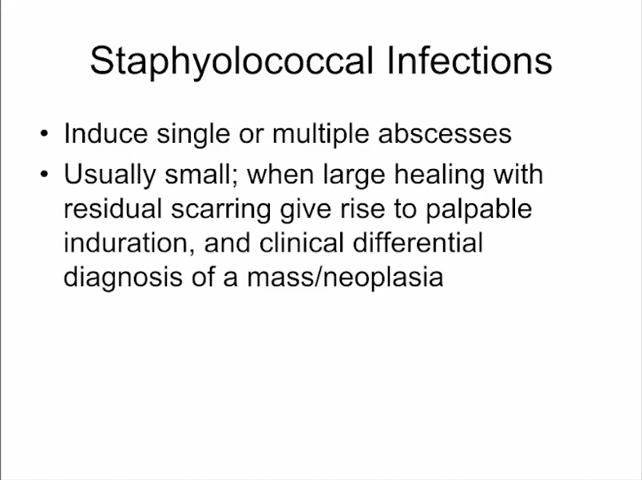 Staphyolococcal Infections
• Induce single or multiple abscesses
• Usually small; when large healing with
residual scarring give rise to palpable
induration, and clinical differential
diagnosis of a mass/neoplasia